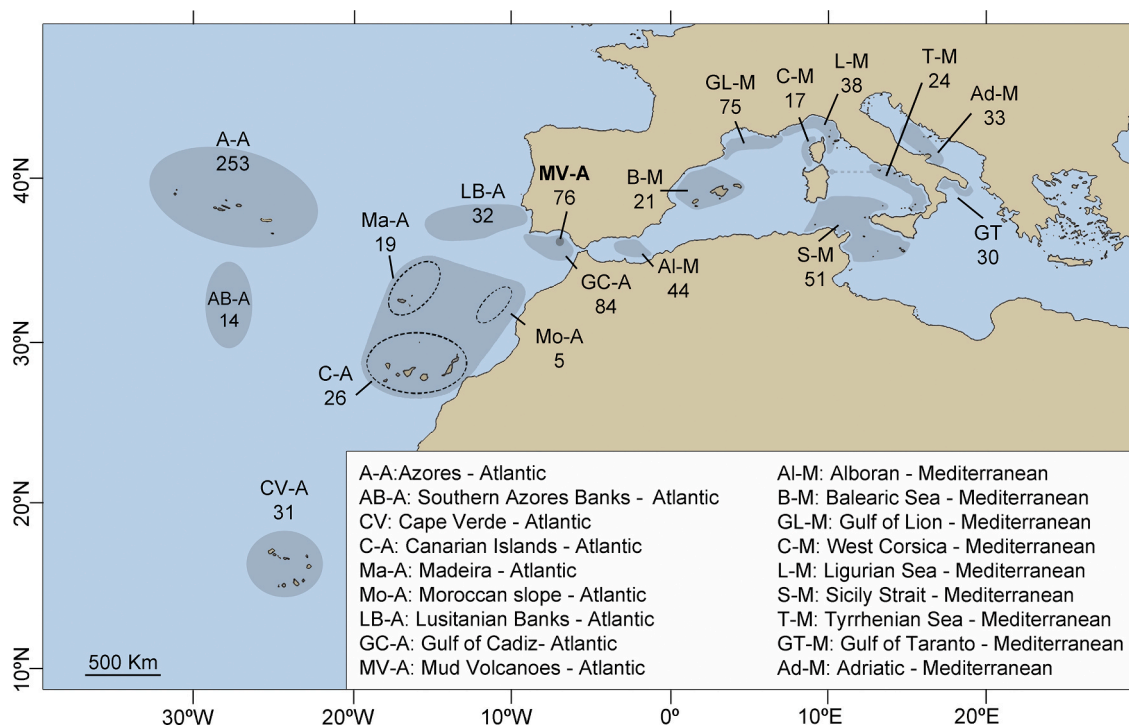 T-M
24
L-M
38
C-M
17
GL-M
75
Ad-M
33
A-A
253
40ºN
LB-A
32
MV-A
76
B-M
21
Ma-A
19
GT
30
S-M
51
Al-M
44
GC-A
84
AB-A
14
30ºN
Mo-A
5
C-A
26
CV-A
31
20ºN
10ºN
500 Km
A-A:Azores - Atlantic
AB-A: Southern Azores Banks - Atlantic
CV: Cape Verde - Atlantic
C-A: Canarian Islands - Atlantic
Ma-A: Madeira - Atlantic
Mo-A: Moroccan slope - Atlantic
LB-A: Lusitanian Banks - Atlantic
GC-A: Gulf of Cadiz- Atlantic
MV-A: Mud Volcanoes - Atlantic
Al-M: Alboran - Mediterranean
B-M: Balearic Sea - Mediterranean
GL-M: Gulf of Lion - Mediterranean
C-M: West Corsica - Mediterranean
L-M: Ligurian Sea - Mediterranean
S-M: Sicily Strait - Mediterranean
T-M: Tyrrhenian Sea - Mediterranean
GT-M: Gulf of Taranto - Mediterranean
Ad-M: Adriatic - Mediterranean
30ºW
20ºW
10ºW
0ºA
10ºE
20ºE